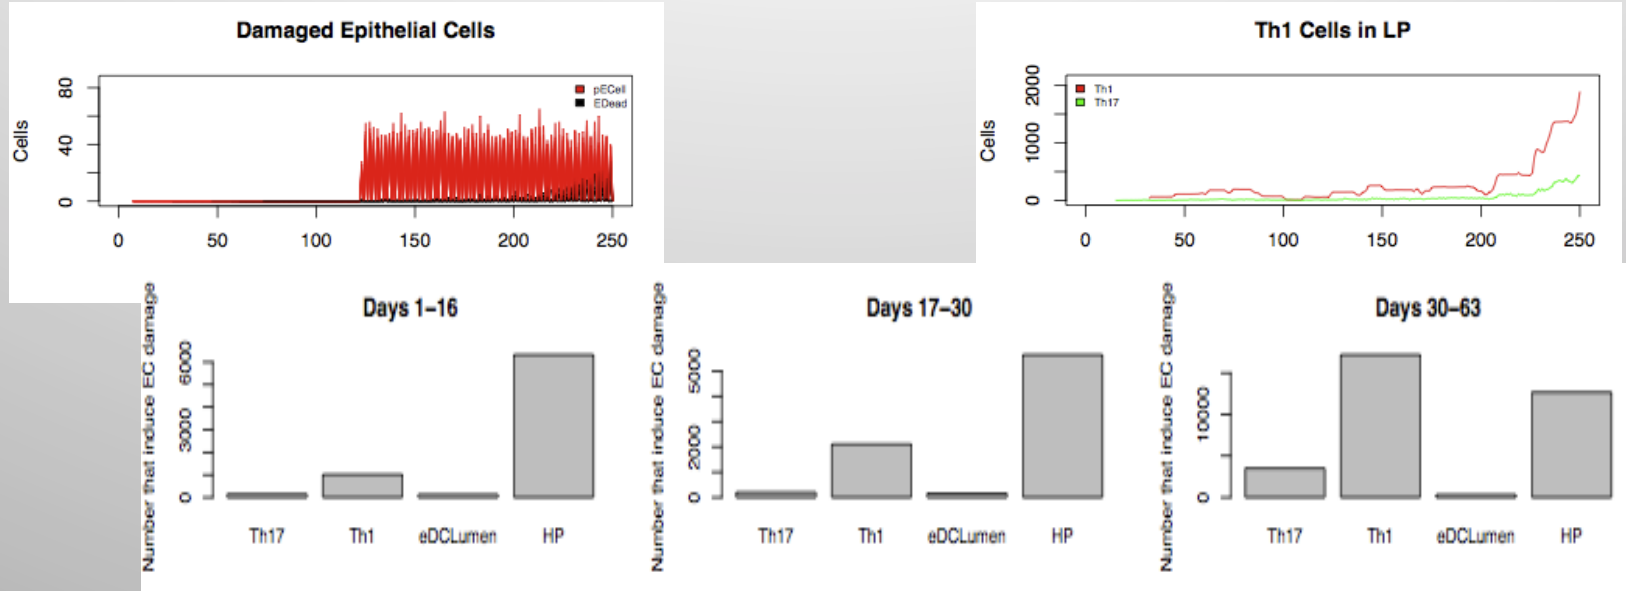 Damaged Epithelial Cells
Cells
80
40
0
pECell
EDead
0 50 100 150 200 250
Th1 Cells in LP
Cells
2000
1000
0
Th1
Th17
0 50 100 150 200 250
Days 1–16
Number that induce EC damage
6000
3000
0
Th17 Th1 eDCLumen HP
Days 17–30
Number that induce EC damage
5000
2000
0
Th17 Th1 eDCLumen HP
Days 30–63
Number that induce EC damage
10000
0
Th17 Th1 eDCLumen HP